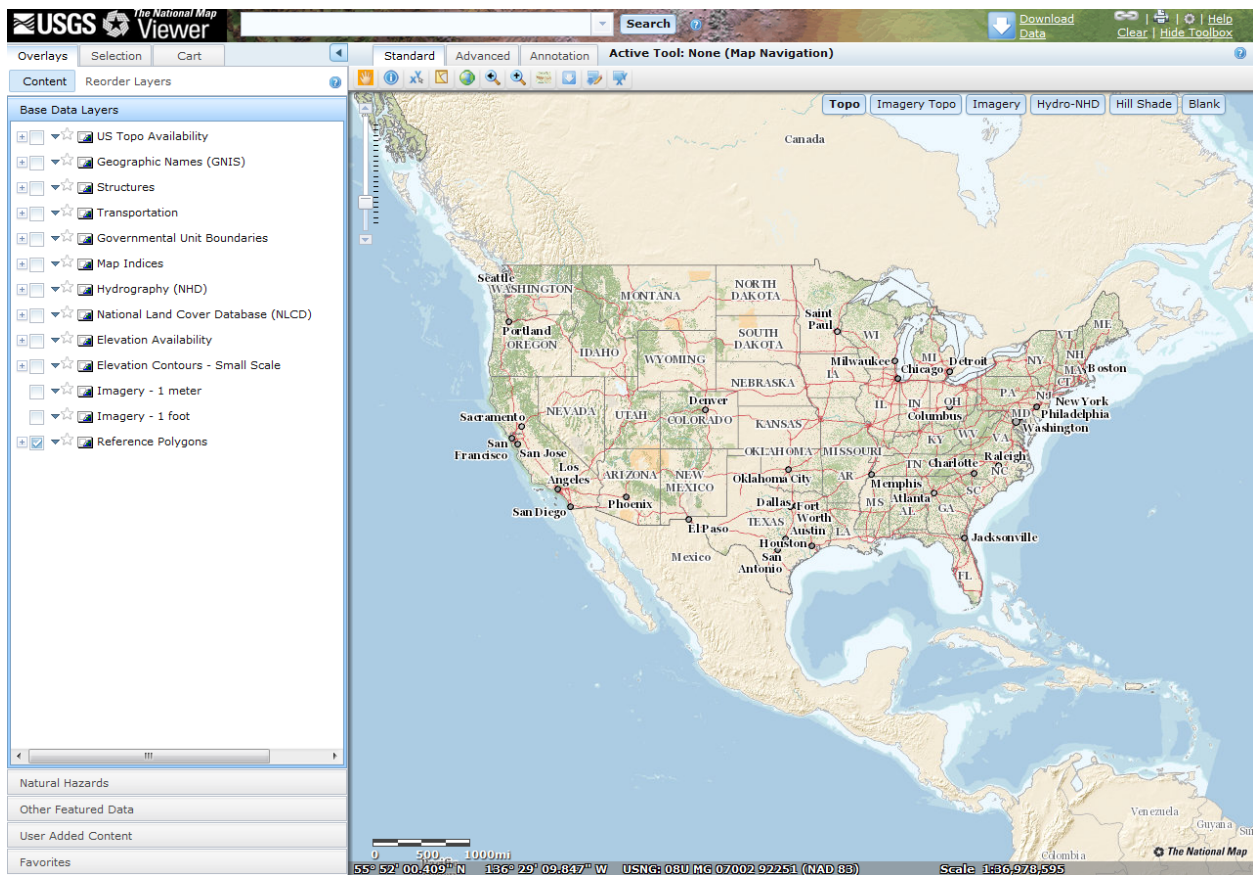 USGS The National Map Viewer
Search
Download Data
| | | Help
Clear | Hide Toolbox
Overlays Selection Cart
Standard Advanced Annotation Active Tool: None (Map Navigation)
Content Reorder Layers
Base Data Layers
US Topo Availability
Geographic Names (GNIS)
Structures
Transportation
Governmental Unit Boundaries
Map Indices
Hydrography (NHD)
National Land Cover Database (NLCD)
Elevation Availability
Elevation Contours - Small Scale
Imagery - 1 meter
Imagery - 1 foot
Reference Polygons
Natural Hazards
Other Featured Data
User Added Content
Favorites
Topo Imagery Topo Imagery Hydro-NHD Hill Shade Blank
Canada
Seattle
WASHINGTON
MONTANA
NORTH DAKOTA
Saint Paul
ME
VT
Portland
OREGON
IDAHO
WYOMING
SOUTH DAKOTA
WI
MI
NY
NH
MA
Boston
CT
Milwaukee
Chicago
Detroit
IA
NEBRASKA
PA
NJ
New York
Philadelphia
MD
Washington
IL
IN
OH
Columbus
Sacramento
NEVADA
UTAH
Denver
COLORADO
KANSAS
KY
WV
VA
San Francisco
San Jose
OKLAHOMA
MISSOURI
TN
Charlotte
Raleigh
NC
Los Angeles
ARIZONA
NEW MEXICO
Oklahoma City
AR
Memphis
Atlanta
SC
San Diego
Phoenix
Dallas
Fort Worth
MS
AL
GA
El Paso
TEXAS
Austin
LA
Jacksonville
Houston
San Antonio
FL
Mexico
Venezuela
Guyana
Su
Colombia
The National Map
0 500 1000mi
55° 52' 00.409" N 136° 29' 09.847" W USNG: 08U MG 07002 92251 (NAD 83) Scale 1:36,978,595